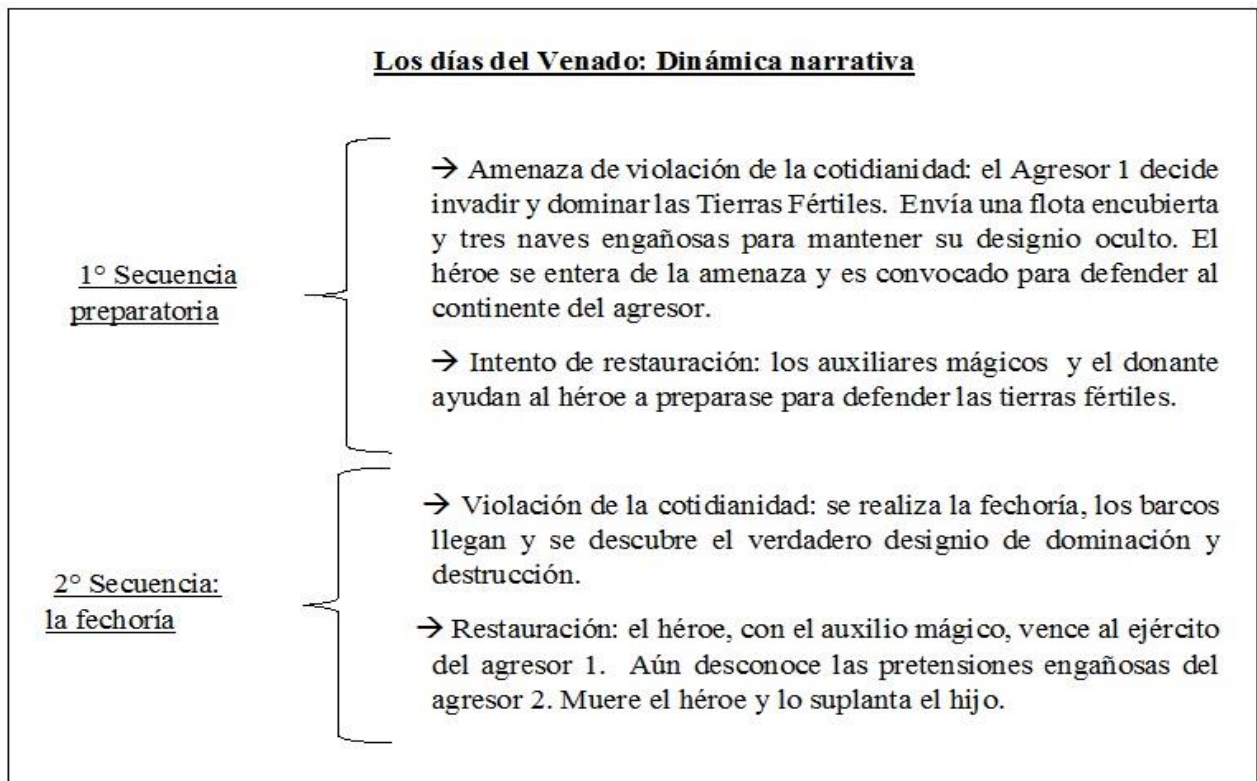 Los días del Venado: Dinámica narrativa
1° Secuencia
preparatoria
→ Amenaza de violación de la cotidianidad: el Agresor 1 decide
invadir y dominar las Tierras Fértiles. Envía una flota encubierta
y tres naves engañosas para mantener su designio oculto. El
héroe se entera de la amenaza y es convocado para defender al
continente del agresor.
→ Intento de restauración: los auxiliares mágicos y el donante
ayudan al héroe a preparase para defender las tierras fértiles.
2° Secuencia:
la fechoría
→ Violación de la cotidianidad: se realiza la fechoría, los barcos
llegan y se descubre el verdadero designio de dominación y
destrucción.
→ Restauración: el héroe, con el auxilio mágico, vence al ejército
del agresor 1. Aún desconoce las pretensiones engañosas del
agresor 2. Muere el héroe y lo suplanta el hijo.